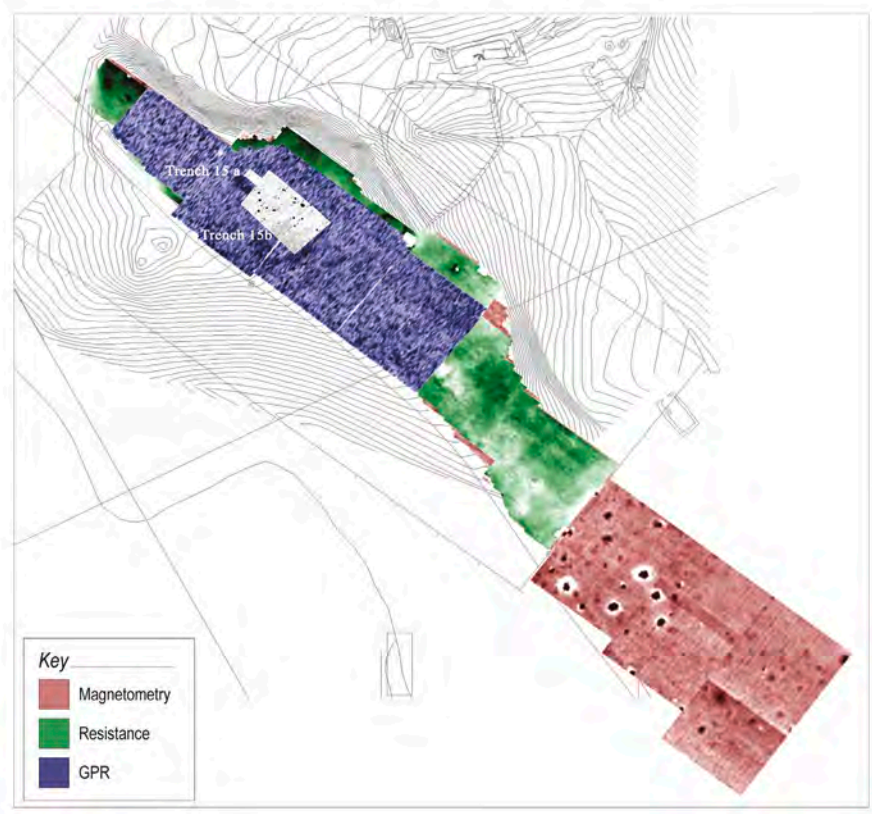 Trench 15 a
Trench 15b
Key
Magnetometry
Resistance
GPR